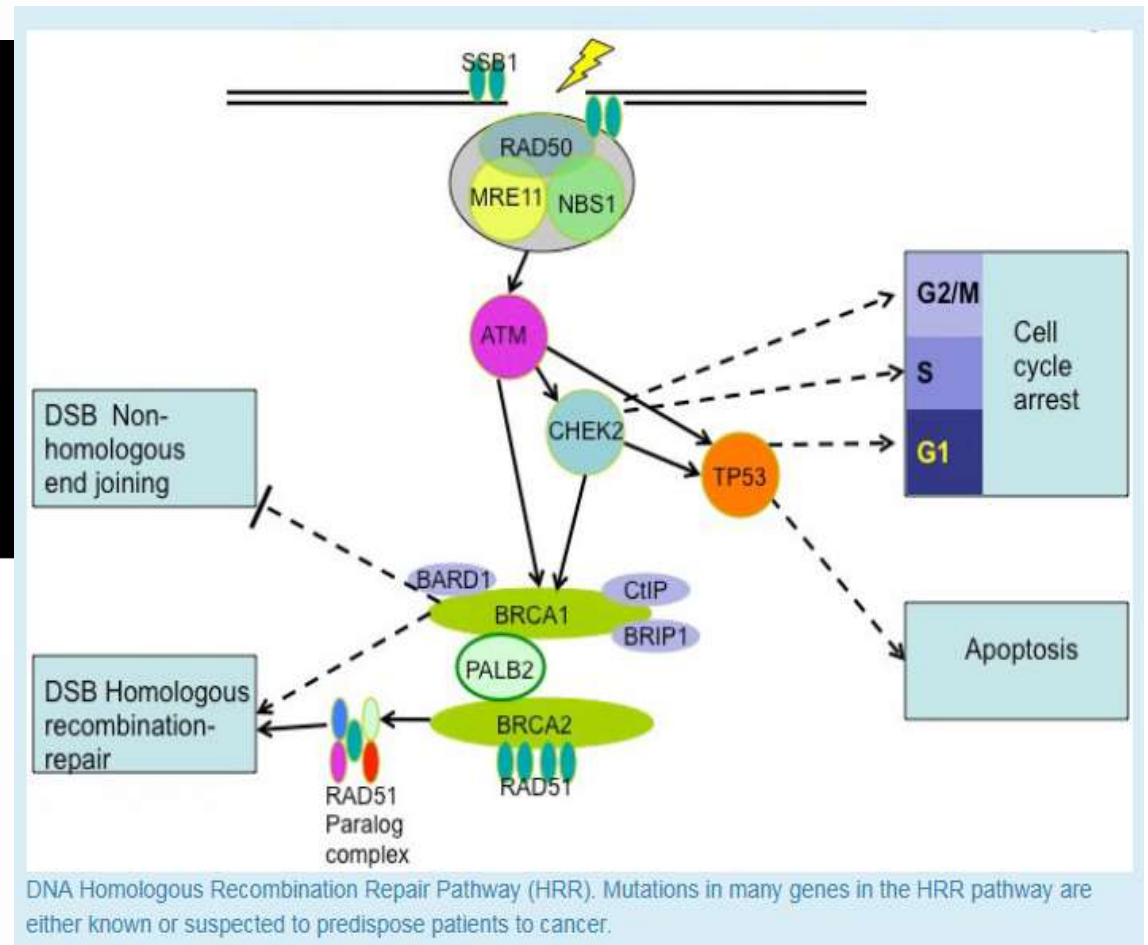 SSB1
RAD50
MRE11
NBS1
ATM
CHEK2
TP53
G2/M
S
G1
Cell
cycle
arrest
DSB Non-
homologous
end joining
BARD1
BRCA1
CtIP
BRIP1
PALB2
BRCA2
RAD51
Apoptosis
DSB Homologous
recombination-
repair
RAD51
Paralog
complex
DNA Homologous Recombination Repair Pathway (HRR). Mutations in many genes in the HRR pathway are
either known or suspected to predispose patients to cancer.